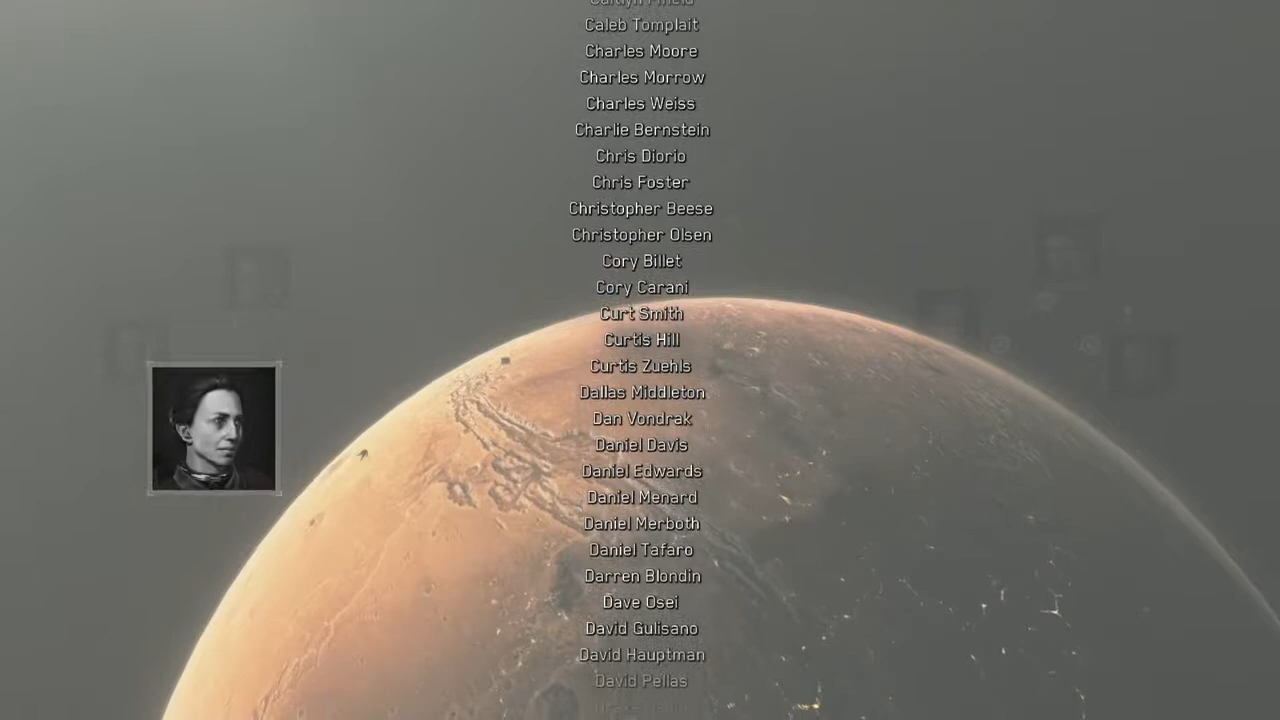 Caleb Tomplait
Charles Moore
Charles Morrow
Charles Weiss
Charlie Bernstein
Chris Diorio
Chris Foster
Christopher Beese
Christopher Olsen
Cory Billet
Cory Carani
Curt Smith
Curtis Hill
Curtis Zuehls
Dallas Middleton
Dan Vondrak
Daniel Davis
Daniel Edwards
Daniel Menard
Daniel Merboth
Daniel Tafaro
Darren Blondin
Dave Osei
David Gulisano
David Hauptman
David Pellas